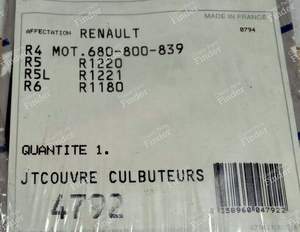 MADE IN FRANCE
AFFECTATION RENAULT 0794
R4 MOT.680-800-839
R5 R1220
R5L R1221
R6 R1180
QUANTITE 1.
JTCOUVRE CULBUTEURS
4792